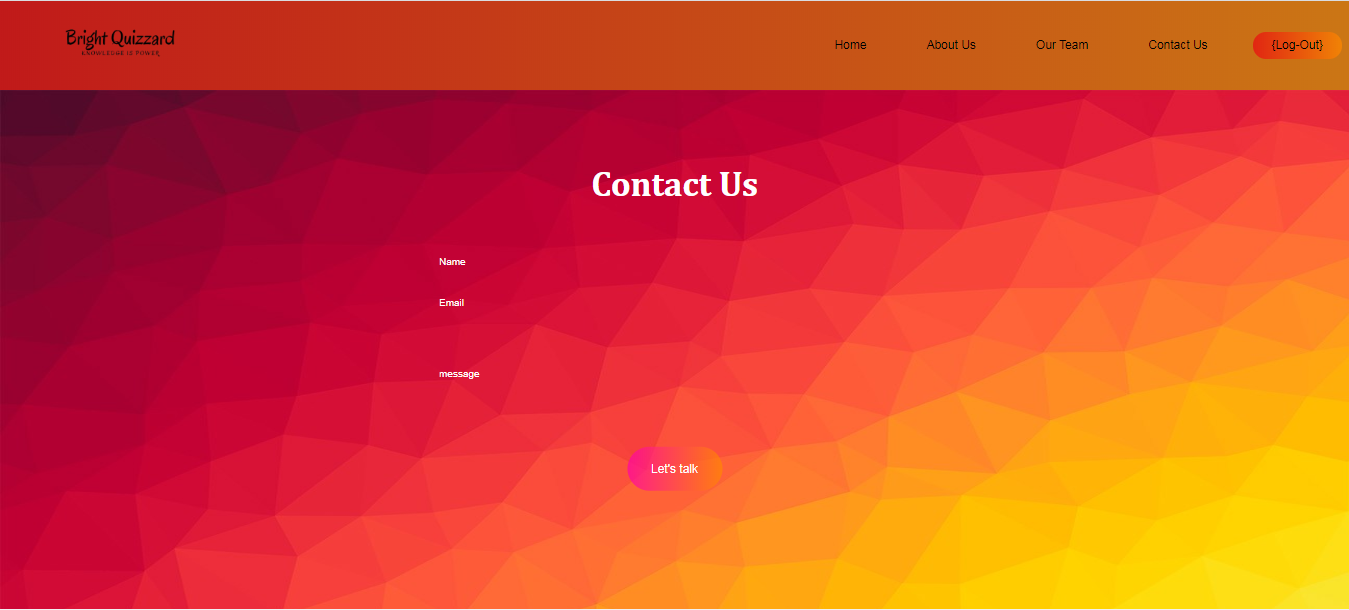 Bright Quizzard
KNOWLEDGE IS POWER
Home About Us Our Team Contact Us {Log-Out}
Contact Us
Name
Email
message
Let's talk